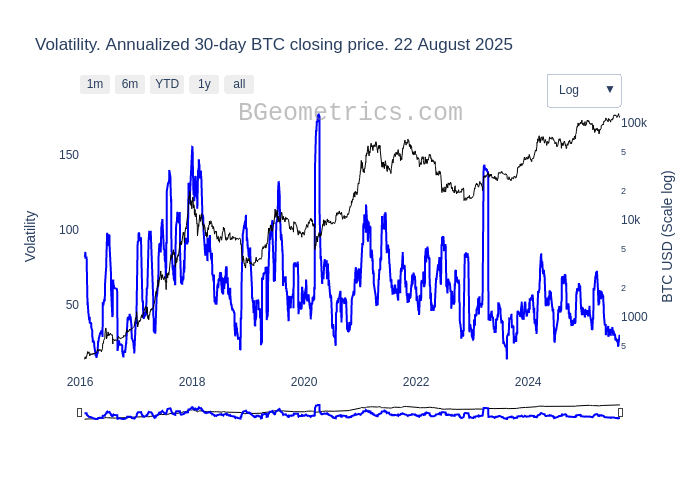 Volatility. Annualized 30-day BTC closing price. 22 August 2025
1m 6m YTD 1y all
Log ▼
BGeometrics.com
150
100
50
Volatility
100k
5
2
10k
5
2
1000
5
BTC USD (Scale log)
2016 2018 2020 2022 2024